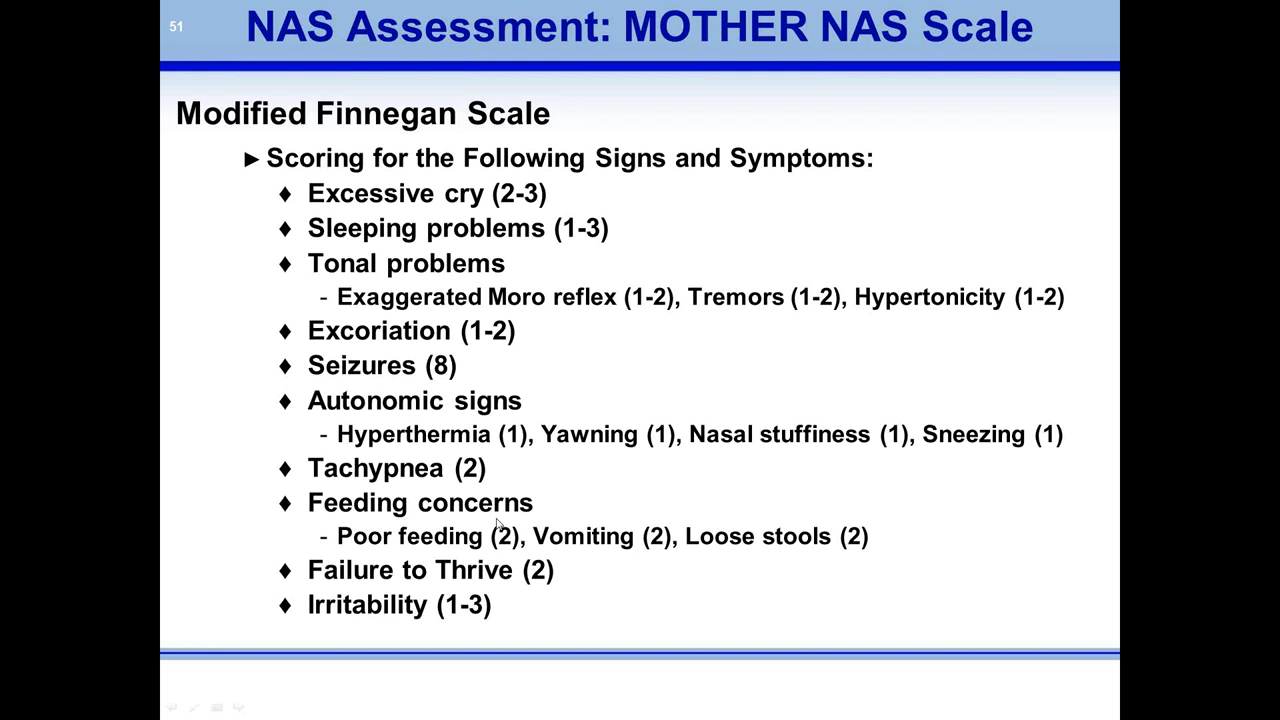 51
NAS Assessment: MOTHER NAS Scale
Modified Finnegan Scale
► Scoring for the Following Signs and Symptoms:
♦ Excessive cry (2-3)
♦ Sleeping problems (1-3)
♦ Tonal problems
- Exaggerated Moro reflex (1-2), Tremors (1-2), Hypertonicity (1-2)
♦ Excoriation (1-2)
♦ Seizures (8)
♦ Autonomic signs
- Hyperthermia (1), Yawning (1), Nasal stuffiness (1), Sneezing (1)
♦ Tachypnea (2)
♦ Feeding concerns
- Poor feeding (2), Vomiting (2), Loose stools (2)
♦ Failure to Thrive (2)
♦ Irritability (1-3)